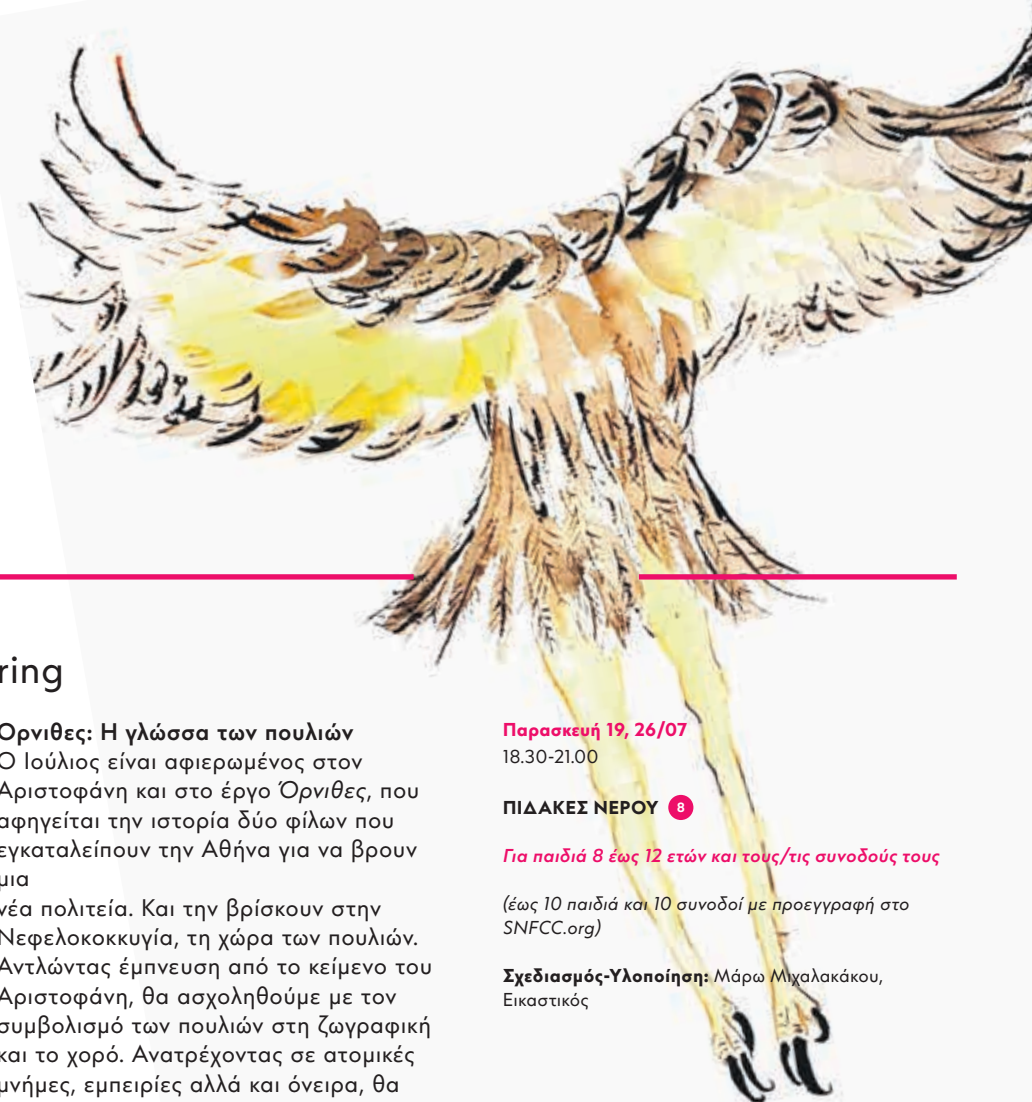 ring
Όρνιθες: Η γλώσσα των πουλιών
Ο Ιούλιος είναι αφιερωμένος στον
Αριστοφάνη και στο έργο Όρνιθες, που
αφηγείται την ιστορία δύο φίλων που
εγκαταλείπουν την Αθήνα για να βρουν
μια
νέα πολιτεία. Και την βρίσκουν στην
Νεφελοκοκκυγία, τη χώρα των πουλιών.
Αντλώντας έμπνευση από το κείμενο του
Αριστοφάνη, θα ασχοληθούμε με τον
συμβολισμό των πουλιών στη ζωγραφική
και το χορό. Ανατρέχοντας σε ατομικές
μνήμες, εμπειρίες αλλά και όνειρα, θα
Παρασκευή 19, 26/07
18.30-21.00
ΠΙΔΑΚΕΣ ΝΕΡΟΥ 8
Για παιδιά 8 έως 12 ετών και τους/τις συνοδούς τους
(έως 10 παιδιά και 10 συνοδοί με προεγγραφή στο
SNFCC.org)
Σχεδιασμός-Υλοποίηση: Μάρω Μιχαλακάκου,
Εικαστικός